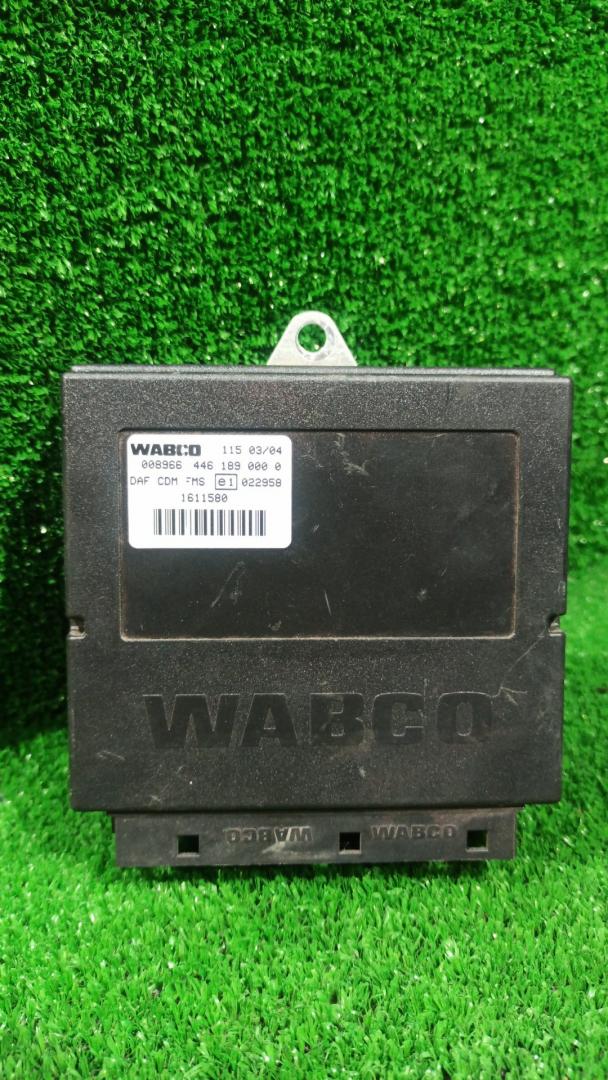 WABCO 115 03/04
008966 446 189 000 0
DAF CDM FMS e1 022958
1611580
WABCO
WABCO WABCO